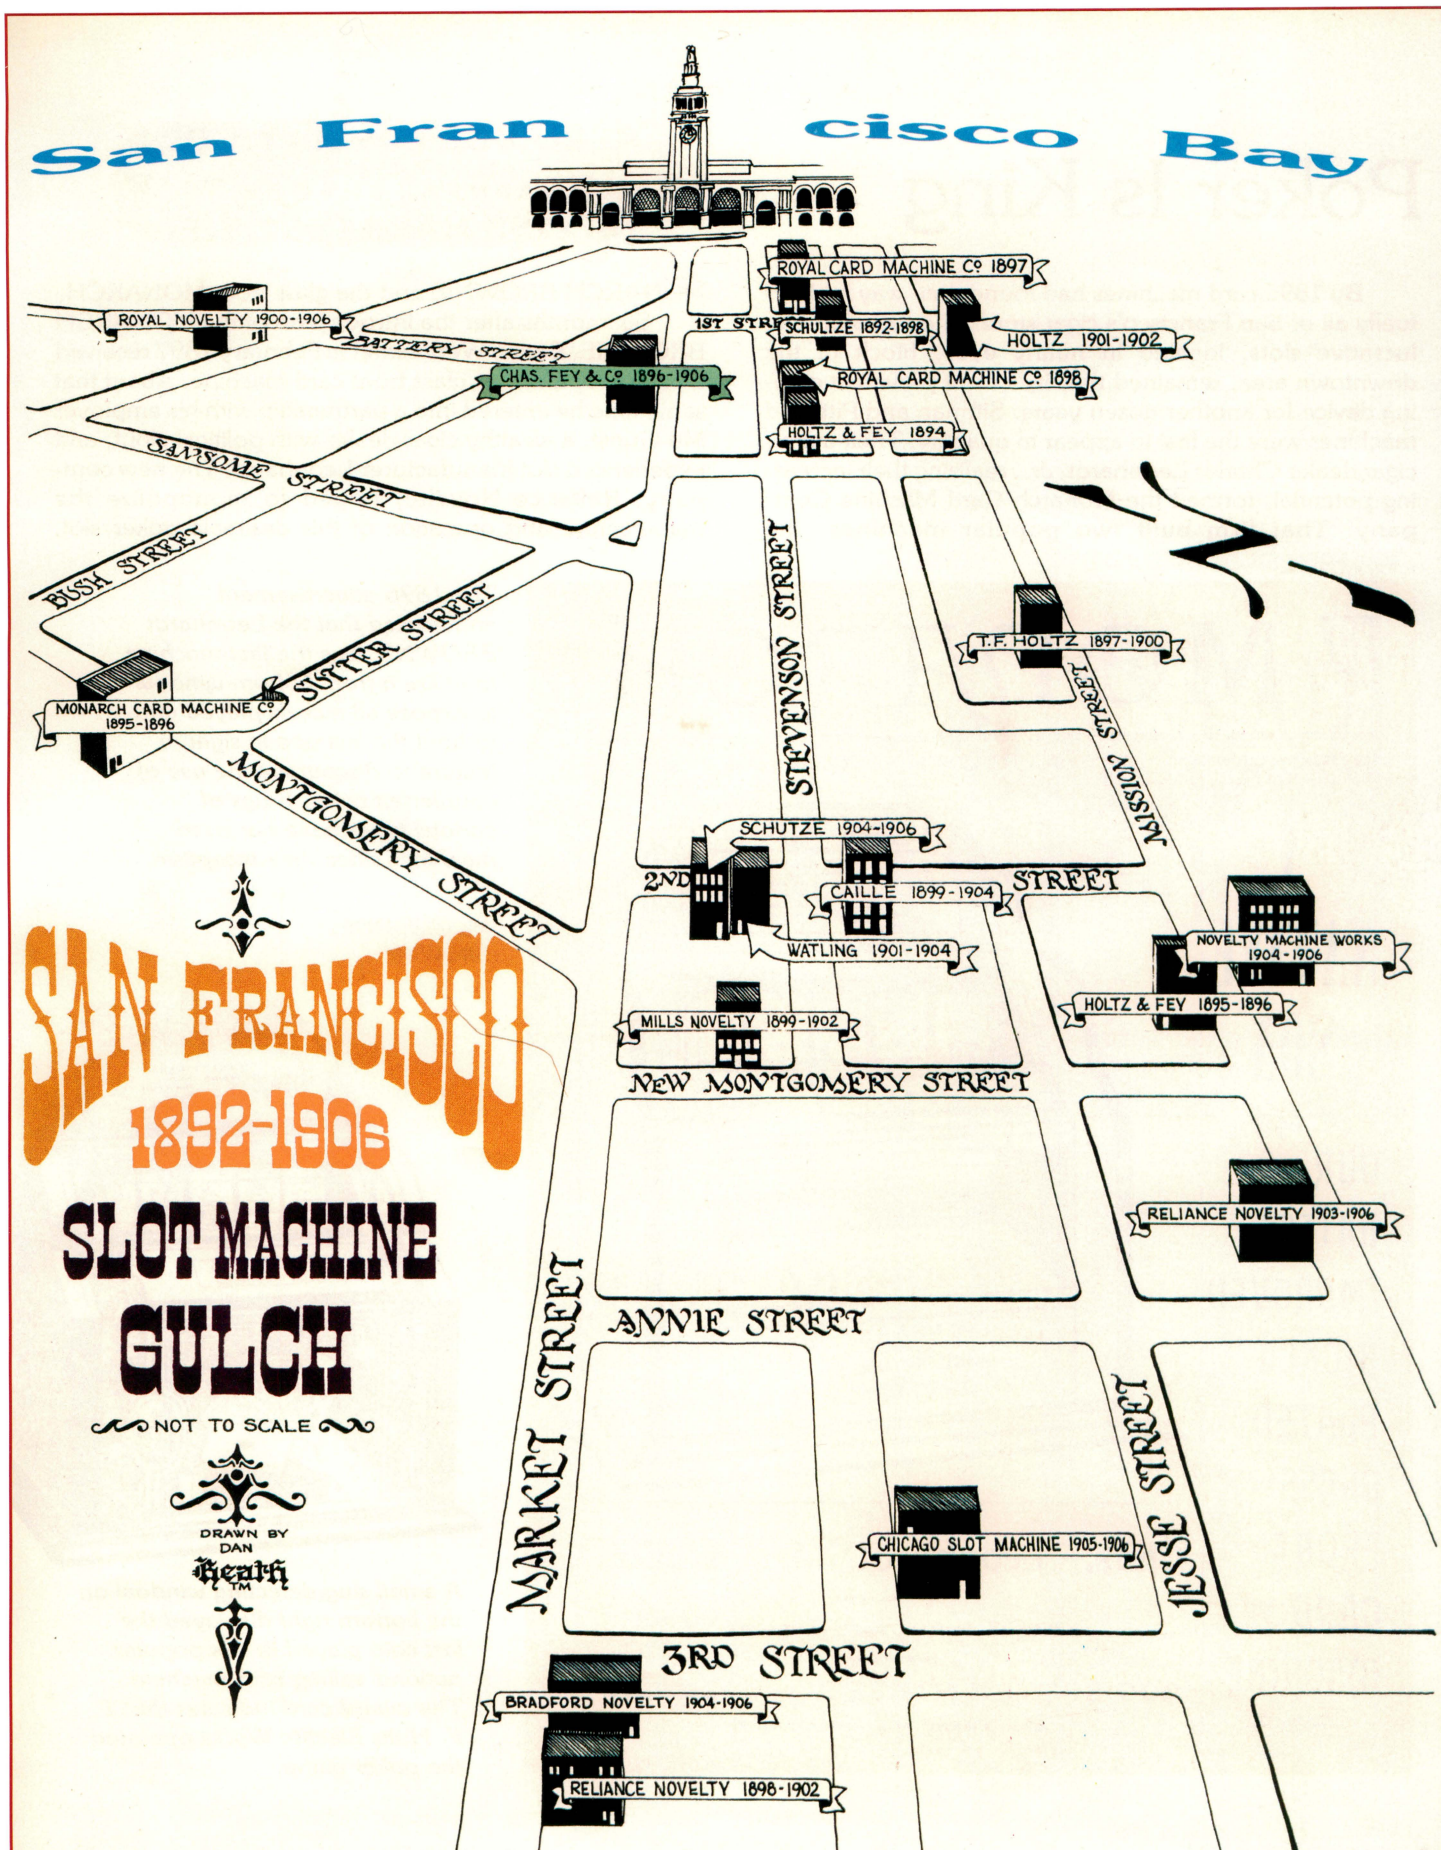 San Fran cisco Bay
ROYAL CARD MACHINE Cº 1897
ROYAL NOVELTY 1900-1906
1ST STREET
SCHULTZE 1892-1898
HOLTZ 1901-1902
BATTERY STREET
CHAS. FEY & Cº 1896-1906
ROYAL CARD MACHINE Cº 1898
HOLTZ & FEY 1894
SANSOME STREET
BUSH STREET
SUTTER STREET
STEVENSON STREET
T.F. HOLTZ 1897-1900
MONARCH CARD MACHINE Cº
1895-1896
MISSION STREET
MONTGOMERY STREET
SCHUTZE 1904-1906
2ND STREET
CAILLE 1899-1904
WATLING 1901-1904
NOVELTY MACHINE WORKS
1904-1906
HOLTZ & FEY 1895-1896
MILLS NOVELTY 1899-1902
NEW MONTGOMERY STREET
SAN FRANCISCO
1892-1906
SLOT MACHINE
GULCH
NOT TO SCALE
DRAWN BY
DAN
Heath
TM
RELIANCE NOVELTY 1903-1906
ANNIE STREET
MARKET STREET
JESSE STREET
CHICAGO SLOT MACHINE 1905-1906
3RD STREET
BRADFORD NOVELTY 1904-1906
RELIANCE NOVELTY 1898-1902